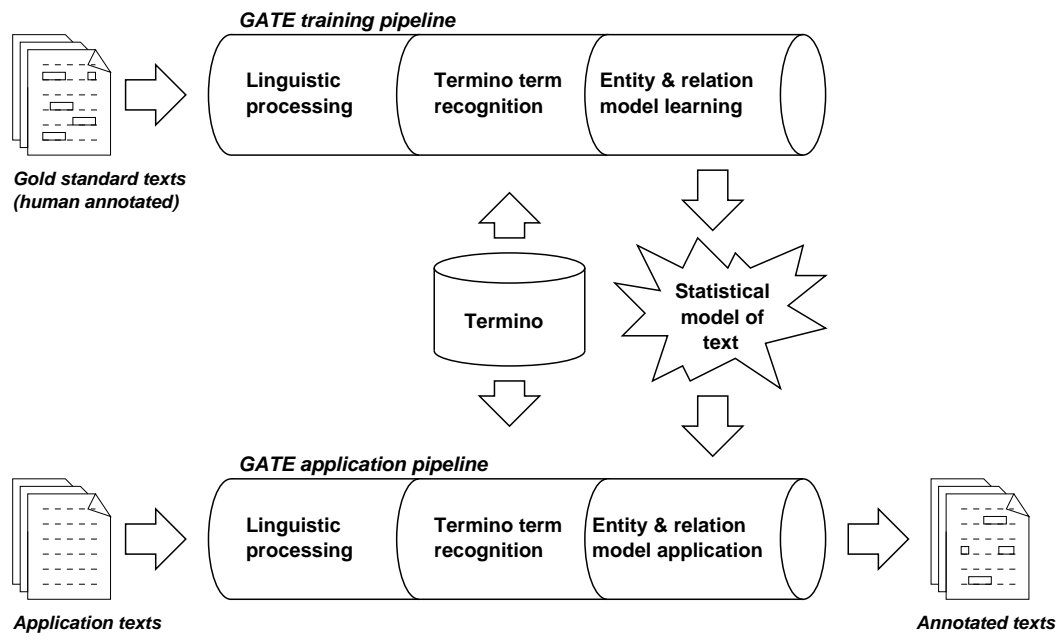 GATE training pipeline
Linguistic
processing
Termino term
recognition
Entity & relation
model learning
Gold standard texts
(human annotated)
Termino
Statistical
model of
text
GATE application pipeline
Linguistic
processing
Termino term
recognition
Entity & relation
model application
Application texts
Annotated texts